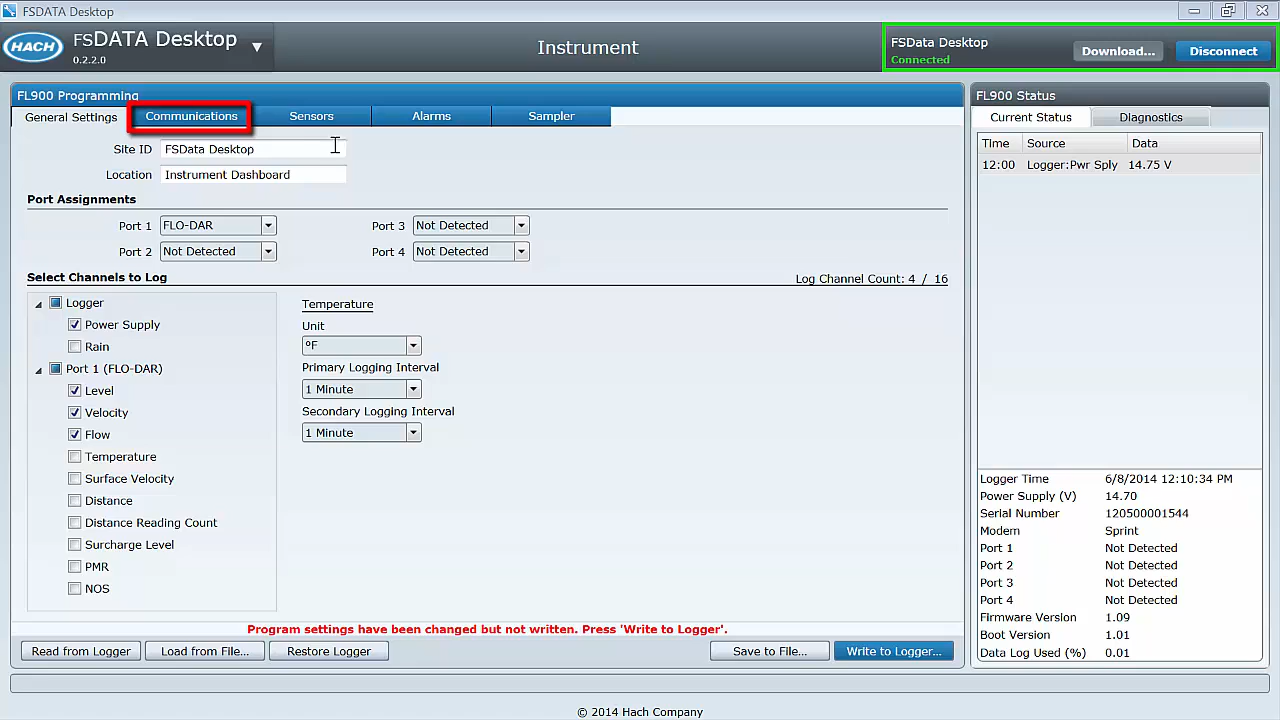 FSDATA Settings
HACH
FSDATA Desktop
0.2.2.0
Instrument
FSData Desktop
Connected
Download...
Disconnect
FL900 Programming
General Settings
Communications
Sensors
Alarms
Sampler
Site ID
FSData Desktop
Location
Instrument Dashboard
Port Assignments
Port 1
FLO-DAR
Port 3
Not Detected
Port 2
Not Detected
Port 4
Not Detected
Select Channels to Log
Log Channel Count: 4 / 16
Logger
Power Supply
Rain
Port 1 (FLO-DAR)
Level
Velocity
Flow
Temperature
Surface Velocity
Distance
Distance Reading Count
Surcharge Level
PMR
NOS
Temperature
Unit
°F
Primary Logging Interval
1 Minute
Secondary Logging Interval
1 Minute
Program settings have been changed but not written. Press 'Write to Logger'.
Read from Logger
Load from File...
Restore Logger
Save to File...
Write to Logger...
FL900 Status
Current Status
Diagnostics
Time Source Data
12:00 Logger:Pwr Sply 14.75 V
Logger Time 6/8/2014 12:10:34 PM
Power Supply (V) 14.70
Serial Number 120500001544
Modem Sprint
Port 1 Not Detected
Port 2 Not Detected
Port 3 Not Detected
Port 4 Not Detected
Firmware Version 1.09
Boot Version 1.01
Data Log Used (%) 0.01
© 2014 Hach Company